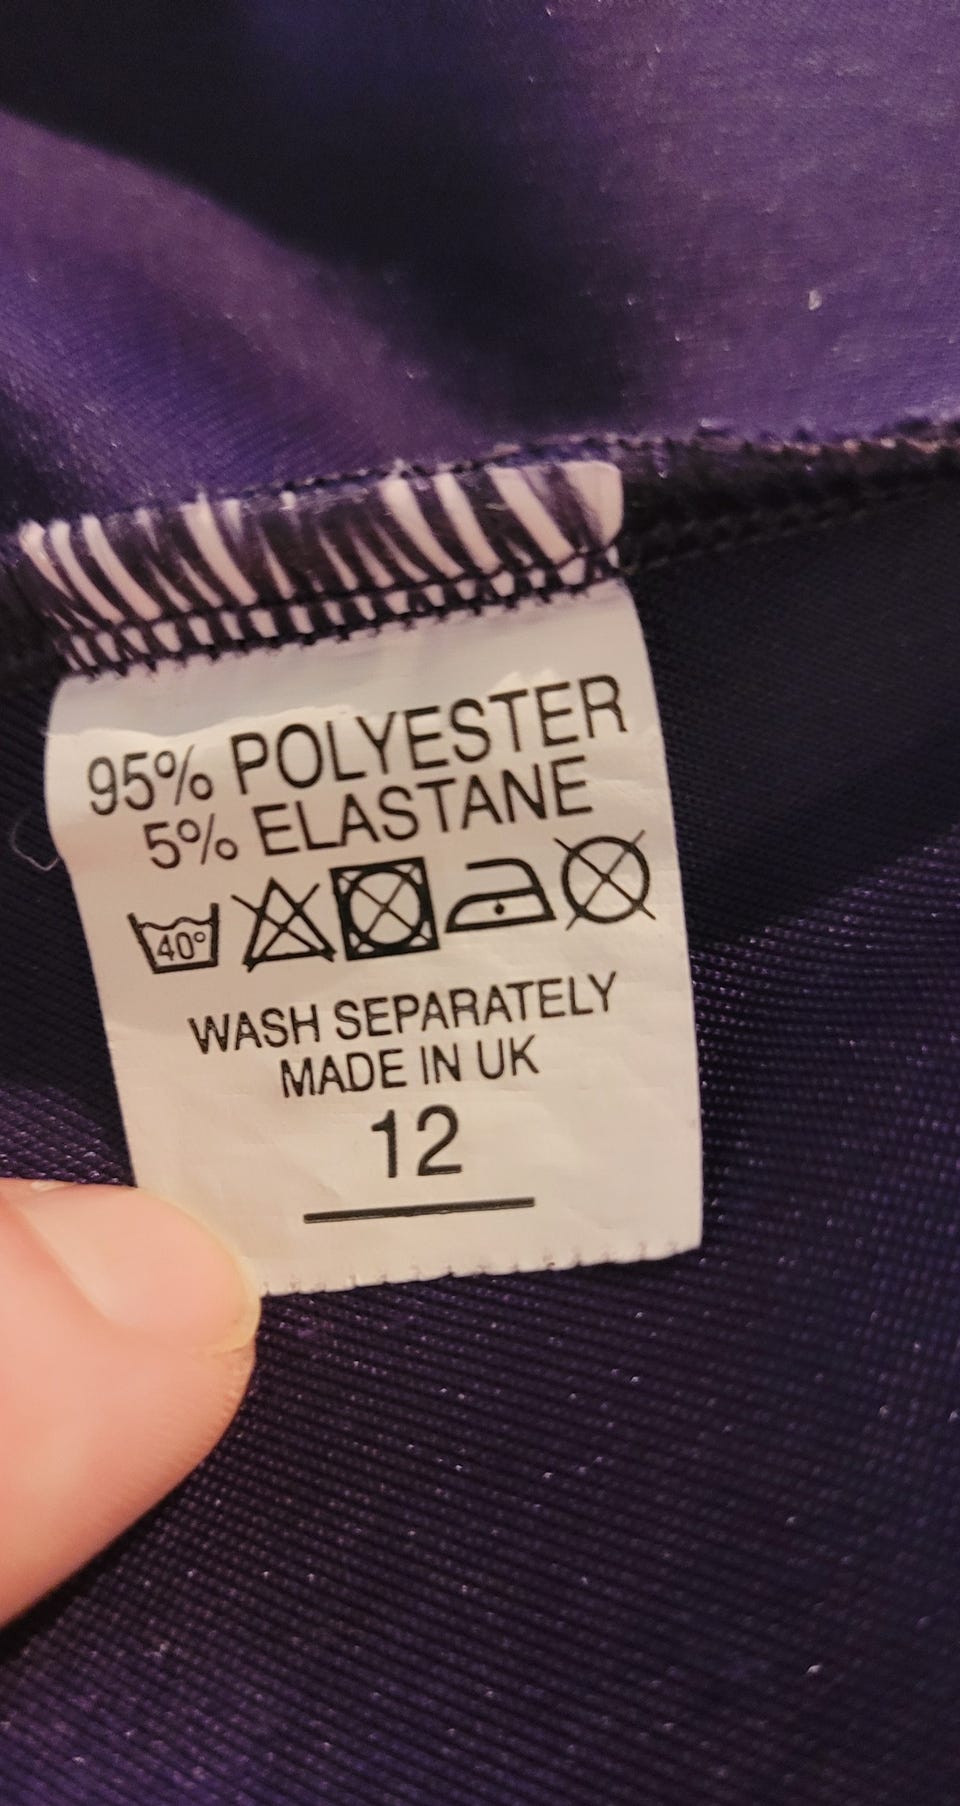 95% POLYESTER
5% ELASTANE
40°
WASH SEPARATELY
MADE IN UK
12